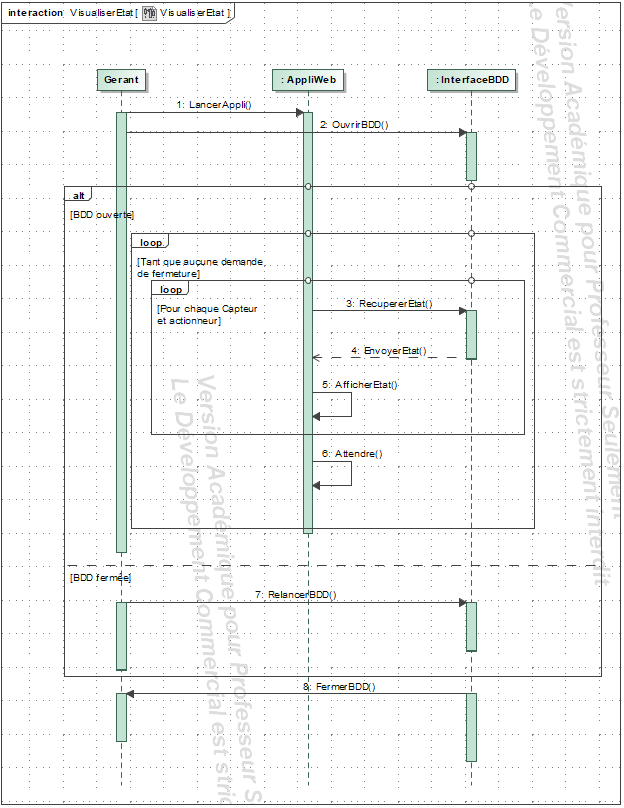 interaction VisualiserEtat [ VisualiserEtat ]
Gerant
: AppliWeb
: InterfaceBDD
1: LancerAppli()
2: OuvrirBDD()
alt
[BDD ouverte]
loop
[Tant que aucune demande
de fermeture]
loop
[Pour chaque Capteur
et actionneur]
3: RecupererEtat()
4: EnvoyerEtat()
5: AfficherEtat()
6: Attendre()
[BDD fermée]
7: RelancerBDD()
8: FermerBDD()
Version Académique pour Professeur Seulement
Le Développement Commercial est strictement interdit
Version Académique pour Professeur S
Le Développement Commercial est stric